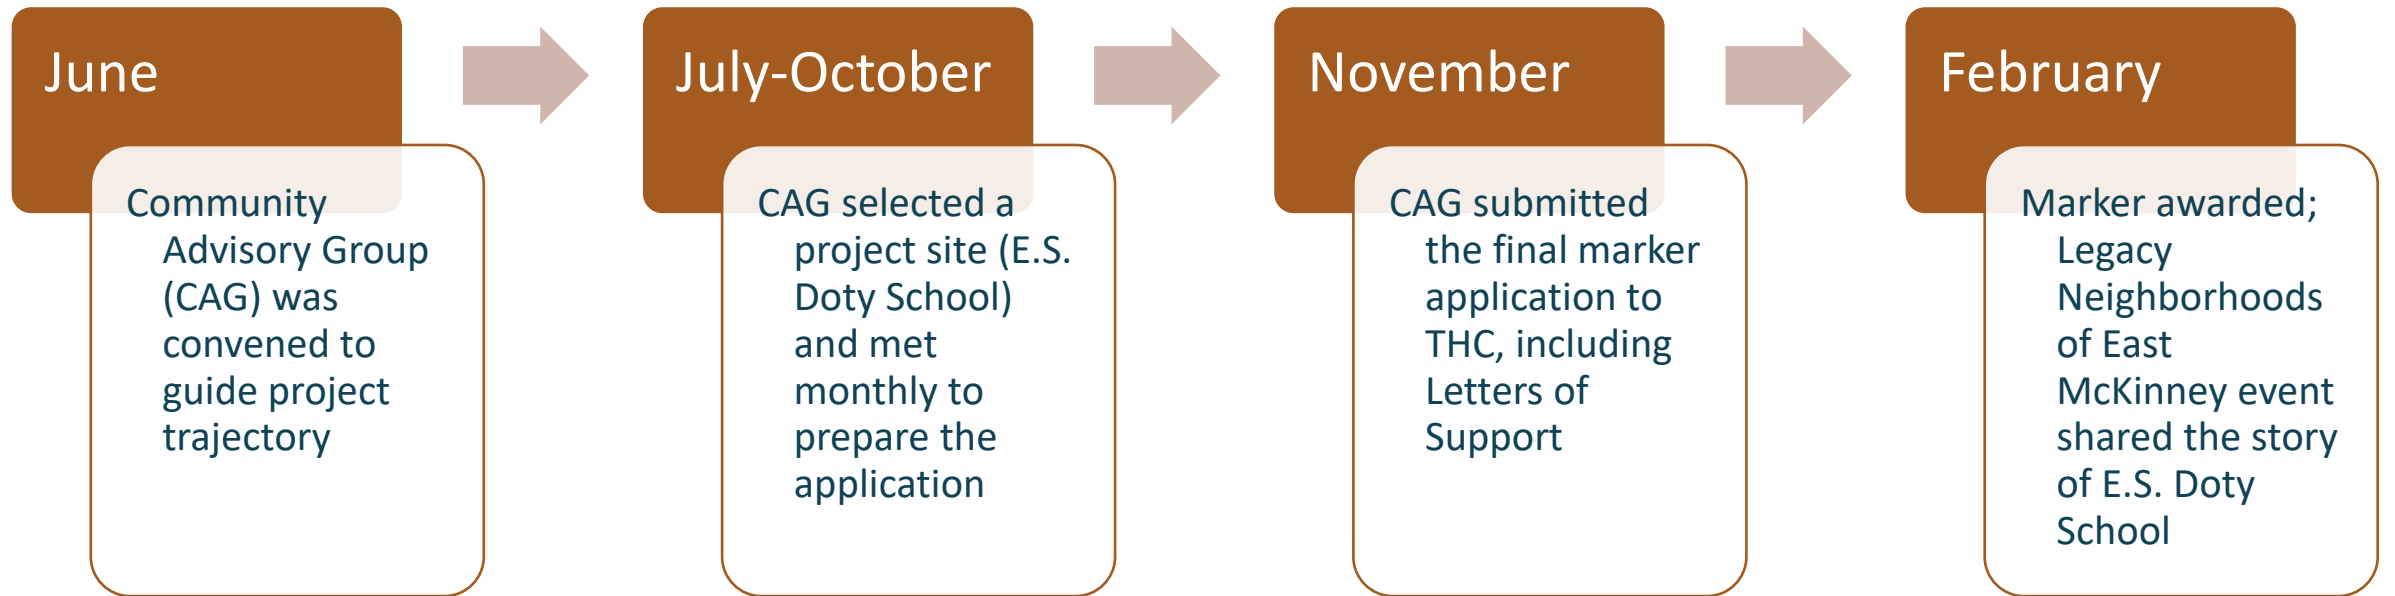 June
Community
Advisory Group
(CAG) was
convened to
guide project
trajectory
July-October
CAG selected a
project site (E.S.
Doty School)
and met
monthly to
prepare the
application
November
CAG submitted
the final marker
application to
THC, including
Letters of
Support
February
Marker awarded;
Legacy
Neighborhoods
of East
McKinney event
shared the story
of E.S. Doty
School